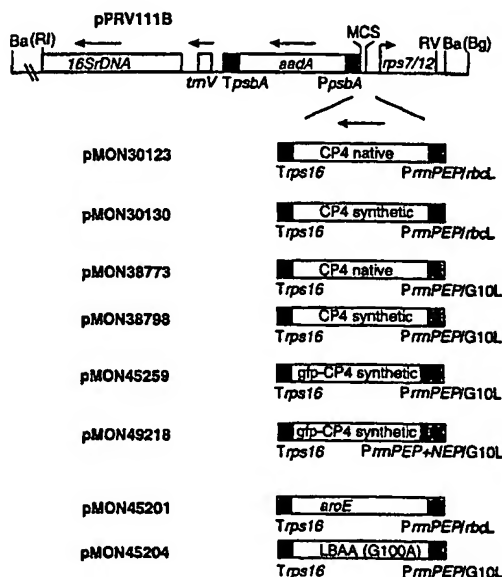 pPRV111B
Ba(RI)
MCS
RV Ba(Bg)
16SrDNA
aadA
rps7/12
trnV TpsbA PpsbA
pMON30123
CP4 native
Trps16 PrrnPEP/rbcL
pMON30130
CP4 synthetic
Trps16 PrrnPEP/rbcL
pMON38773
CP4 native
Trps16 PrrnPEP/G10L
pMON38798
CP4 synthetic
Trps16 PrrnPEP/G10L
pMON45259
gfp-CP4 synthetic
Trps16 PrrnPEP/G10L
pMON49218
gfp-CP4 synthetic
Trps16 PrrnPEP+NEP/G10L
pMON45201
aroE
Trps16 PrrnPEP/rbcL
pMON45204
LBAA (G100A)
Trps16 PrrnPEP/G10L